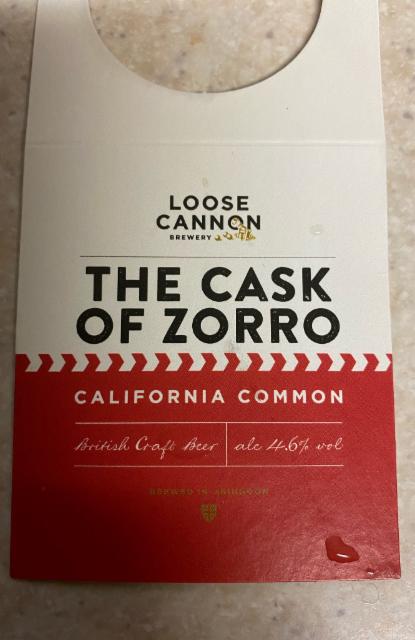 LOOSE
CANNON
BREWERY
THE CASK
OF ZORRO
CALIFORNIA COMMON
British Craft Beer alc 4.6% vol
BREWED IN ABINGDON